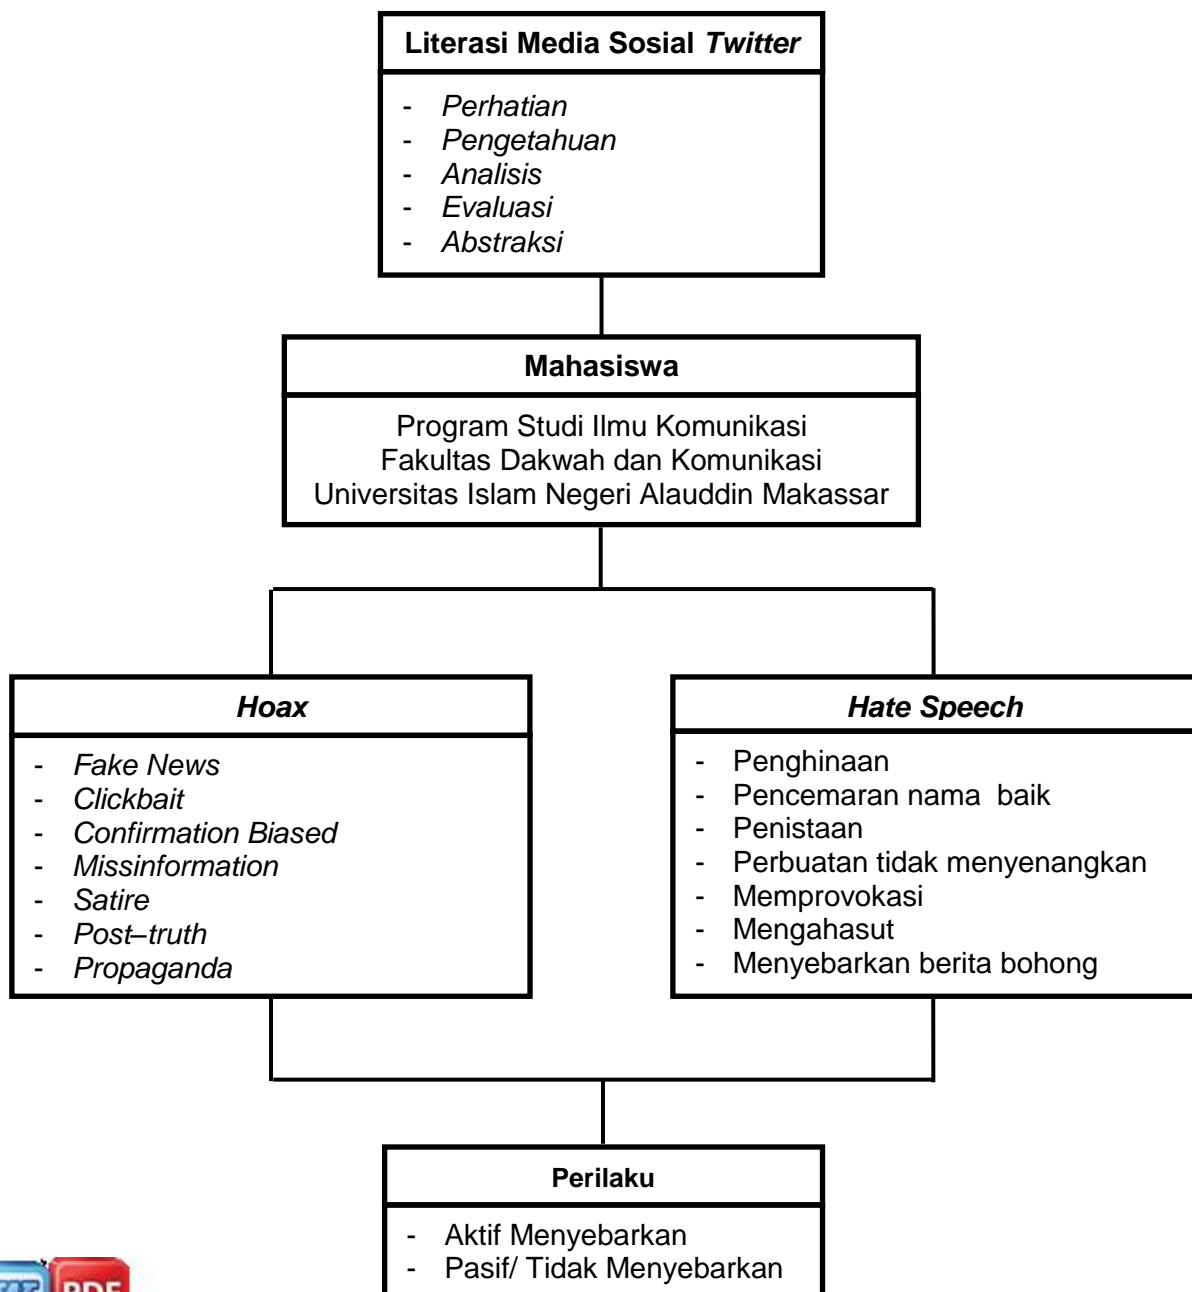 Literasi Media Sosial Twitter
- Perhatian
- Pengetahuan
- Analisis
- Evaluasi
- Abstraksi
Mahasiswa
Program Studi Ilmu Komunikasi
Fakultas Dakwah dan Komunikasi
Universitas Islam Negeri Alauddin Makassar
Hoax
- Fake News
- Clickbait
- Confirmation Biased
- Missinformation
- Satire
- Post–truth
- Propaganda
Hate Speech
- Penghinaan
- Pencemaran nama  baik
- Penistaan
- Perbuatan tidak menyenangkan
- Memprovokasi
- Mengahasut
- Menyebarkan berita bohong
Perilaku
- Aktif Menyebarkan
- Pasif/ Tidak Menyebarkan
PDF